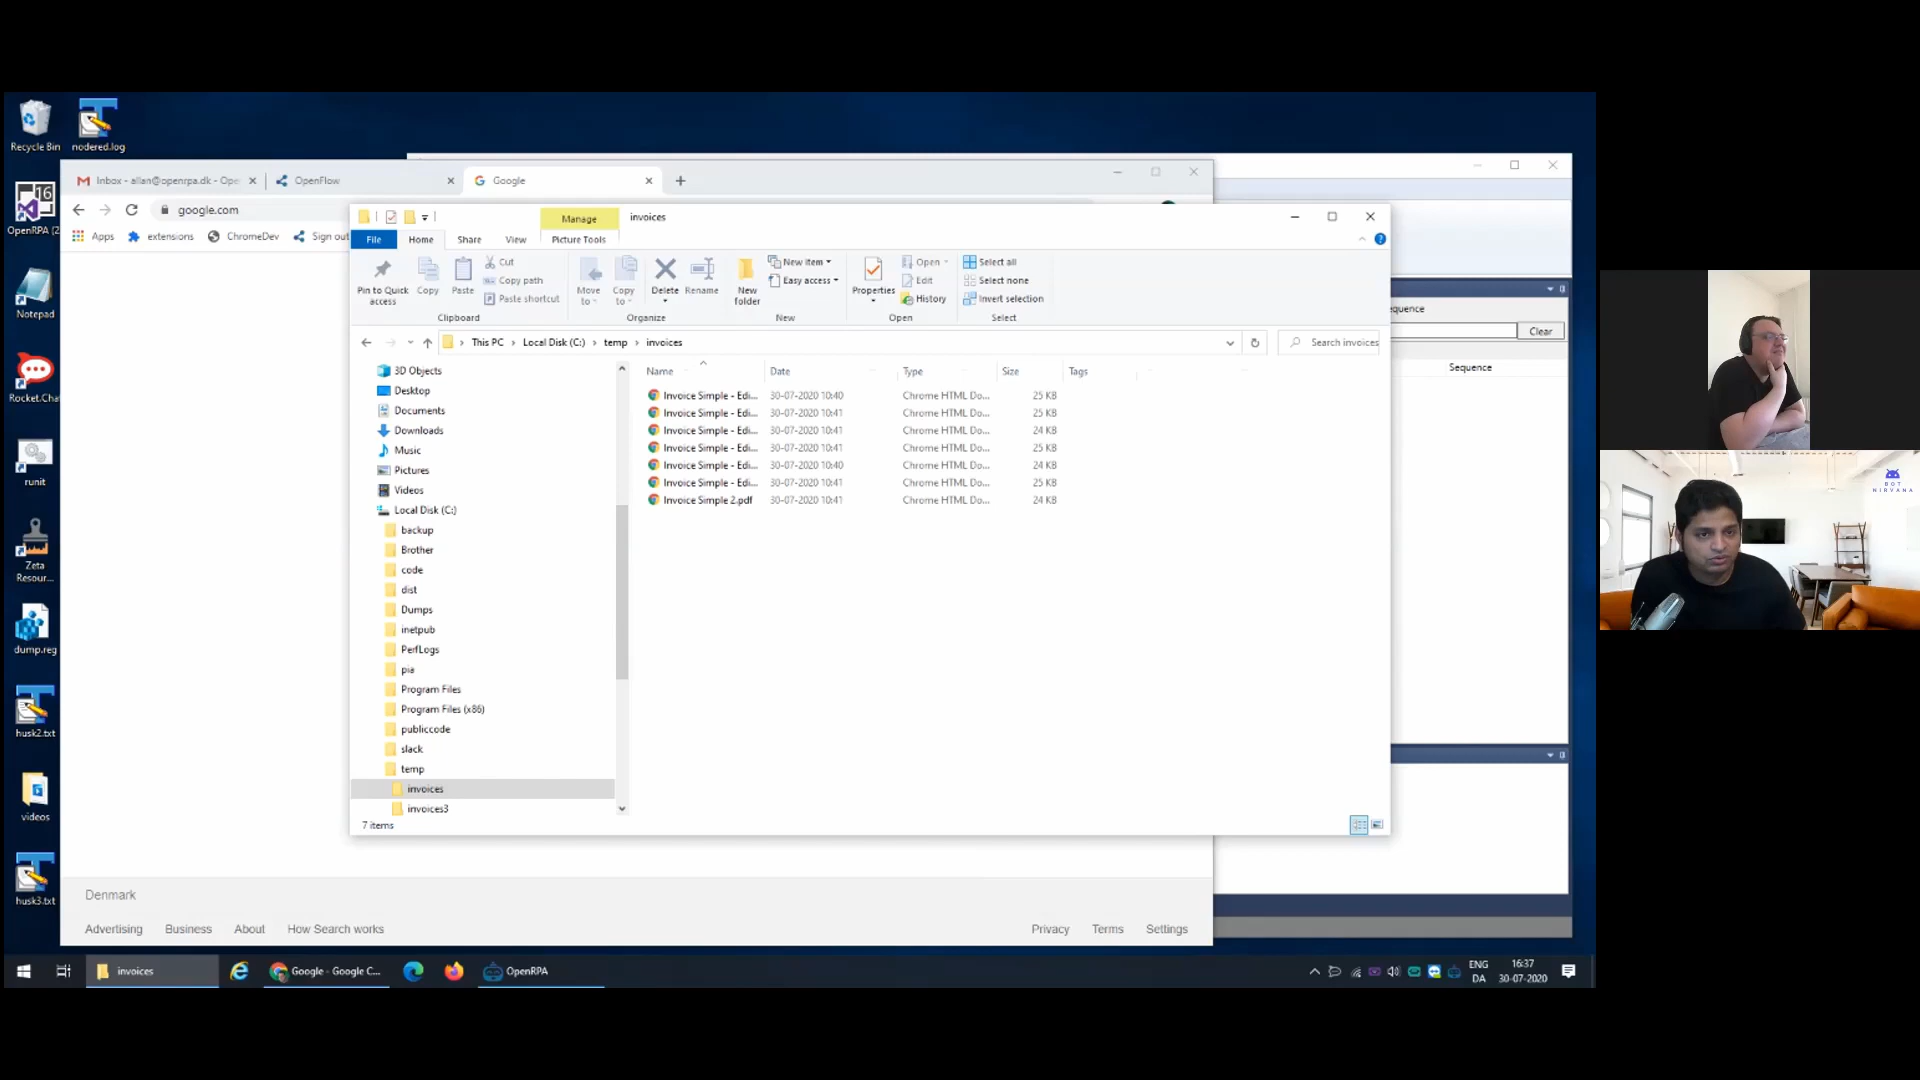 Recycle Bin
nodered.log
OpenRPA (2
Notepad
Rocket.Cha
runit
Zeta
Resour...
dump.reg
husk2.txt
videos
husk3.txt
Inbox - allan@openrpa.dk - Ope
OpenFlow
Google
google.com
Apps
extensions
ChromeDev
Sign out
Manage
invoices
File
Home
Share
View
Picture Tools
Pin to Quick
access
Copy
Paste
Cut
Copy path
Paste shortcut
Clipboard
Move
to
Copy
to
Delete
Rename
Organize
New
folder
New item
Easy access
New
Properties
Open
Edit
History
Open
Select all
Select none
Invert selection
Select
This PC > Local Disk (C:) > temp > invoices
Search invoices
3D Objects
Desktop
Documents
Downloads
Music
Pictures
Videos
Local Disk (C:)
backup
Brother
code
dist
Dumps
inetpub
PerfLogs
pia
Program Files
Program Files (x86)
publiccode
slack
temp
invoices
invoices3
7 items
Name Date Type Size Tags
Invoice Simple - Edi... 30-07-2020 10:40 Chrome HTML Do... 25 KB
Invoice Simple - Edi... 30-07-2020 10:41 Chrome HTML Do... 25 KB
Invoice Simple - Edi... 30-07-2020 10:41 Chrome HTML Do... 24 KB
Invoice Simple - Edi... 30-07-2020 10:41 Chrome HTML Do... 25 KB
Invoice Simple - Edi... 30-07-2020 10:40 Chrome HTML Do... 24 KB
Invoice Simple - Edi... 30-07-2020 10:41 Chrome HTML Do... 25 KB
Invoice Simple 2.pdf 30-07-2020 10:41 Chrome HTML Do... 24 KB
equence
Clear
Sequence
Denmark
Advertising Business About How Search works
Privacy Terms Settings
invoices
Google - Google C...
OpenRPA
ENG
DA
16:37
30-07-2020
BOT
NIRVANA